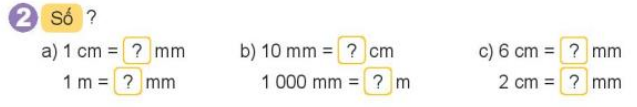 2 Số ?
a) 1 cm = ? mm b) 10 mm = ? cm c) 6 cm = ? mm
1 m = ? mm 1 000 mm = ? m 2 cm = ? mm